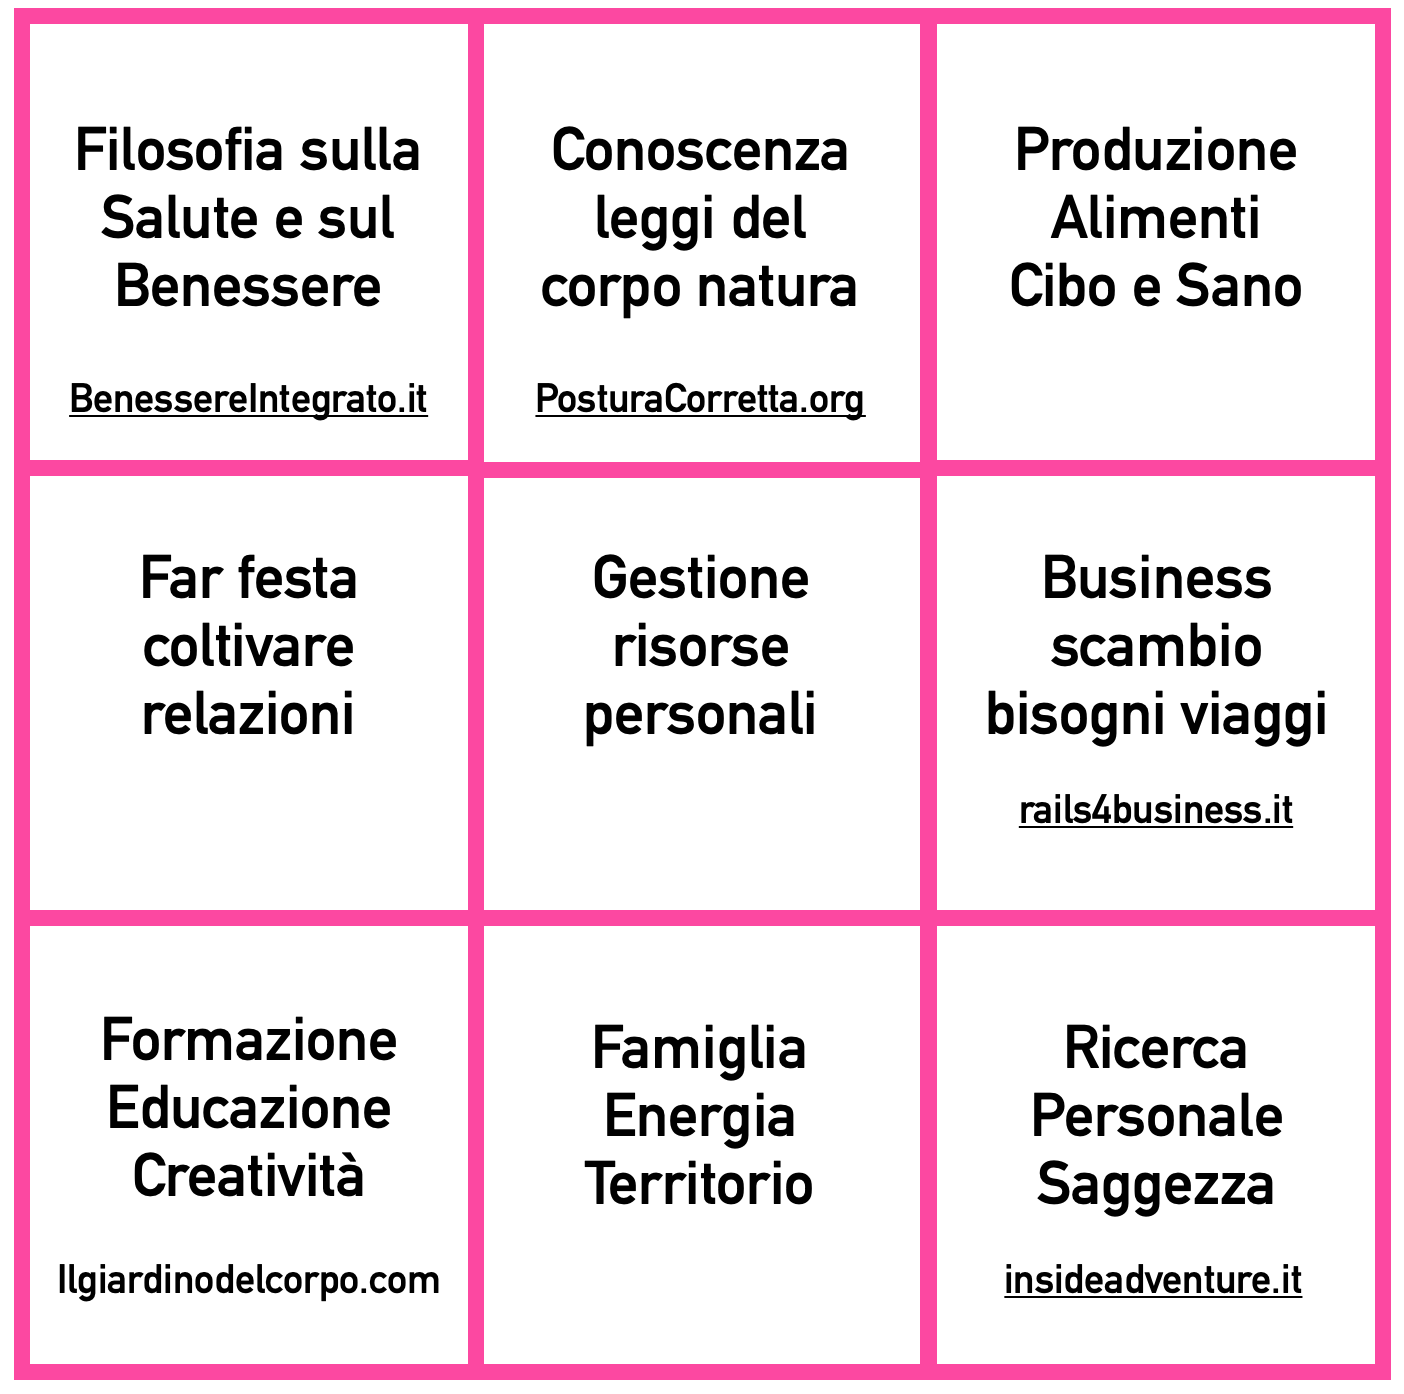 Filosofia sulla
Salute e sul
Benessere
BenessereIntegrato.it
Conoscenza
leggi del
corpo natura
PosturaCorretta.org
Produzione
Alimenti
Cibo e Sano
Far festa
coltivare
relazioni
Gestione
risorse
personali
Business
scambio
bisogni viaggi
rails4business.it
Formazione
Educazione
Creatività
Ilgiardinodelcorpo.com
Famiglia
Energia
Territorio
Ricerca
Personale
Saggezza
insideadventure.it